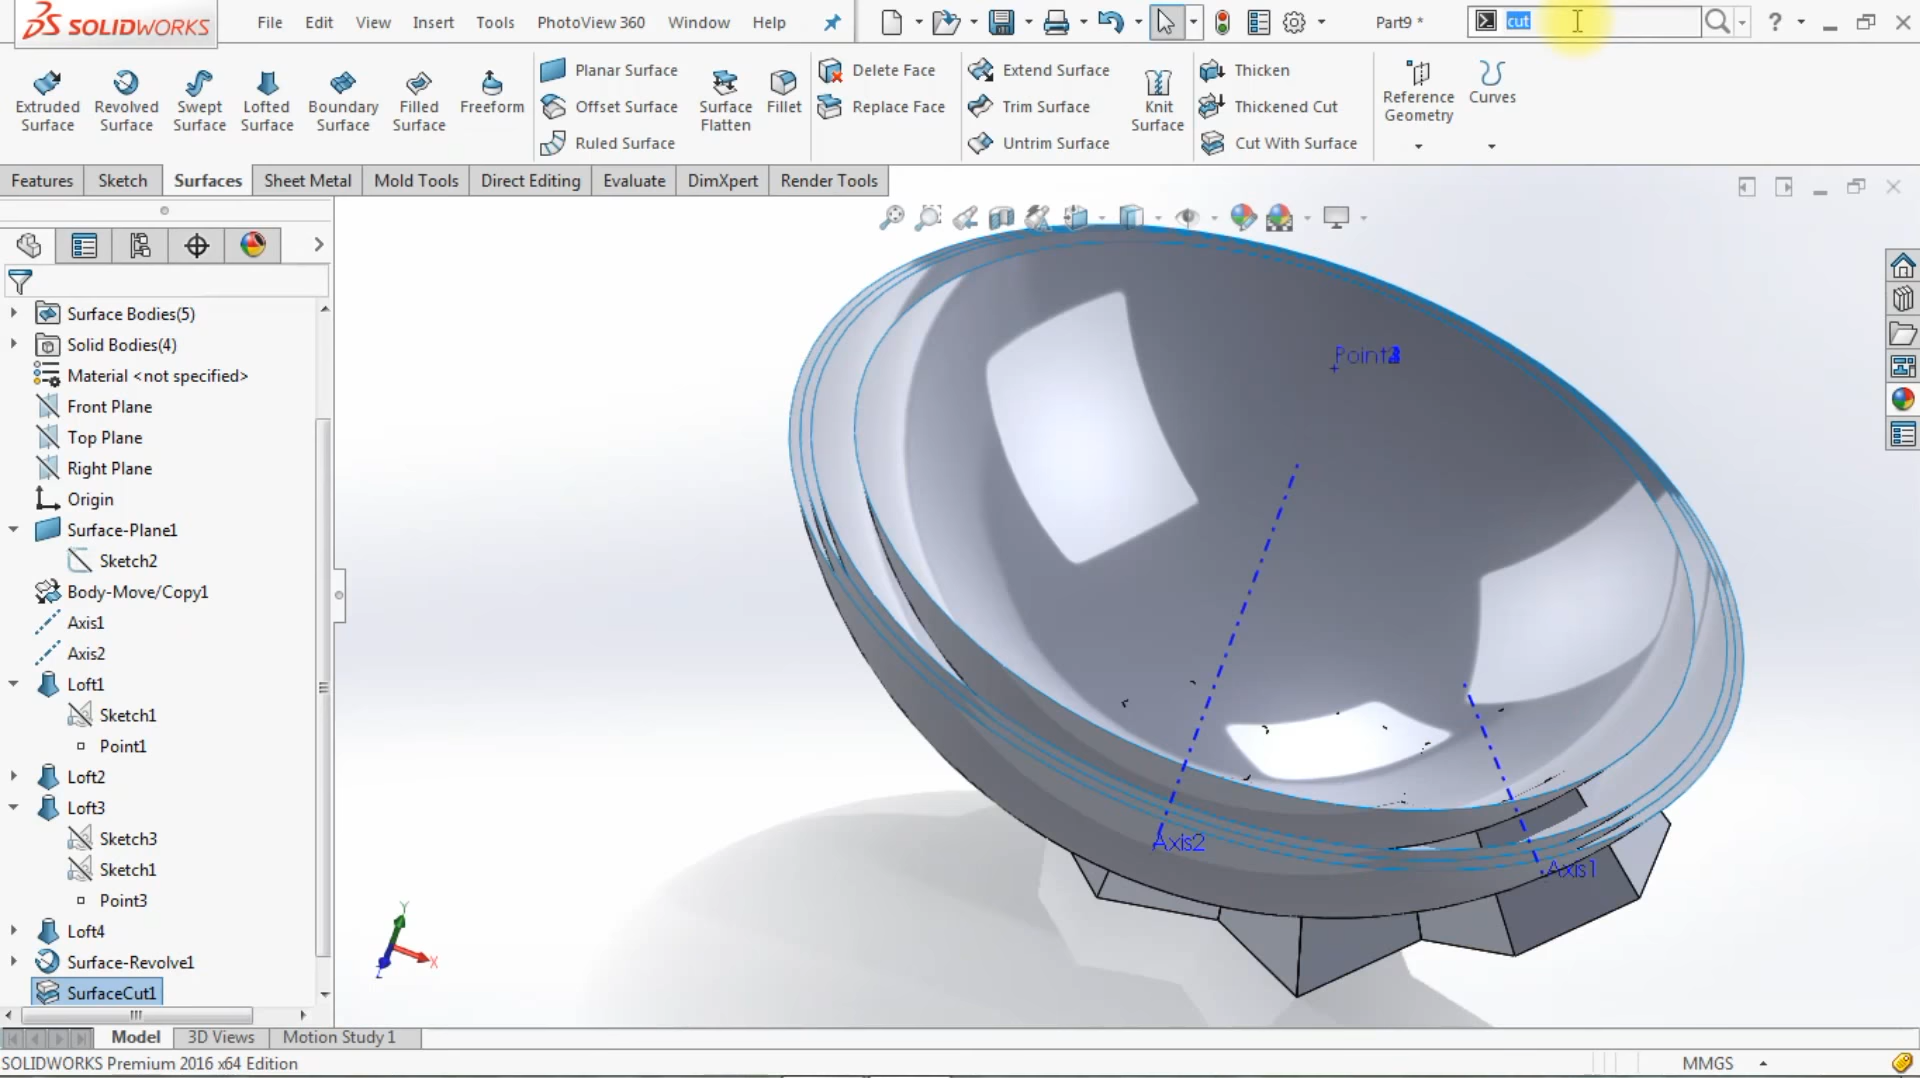 SOLIDWORKS File Edit View Insert Tools PhotoView 360 Window Help Part9 * cut ?
Extruded Surface Revolved Surface Swept Surface Lofted Surface Boundary Surface Filled Surface Freeform
Planar Surface Offset Surface Ruled Surface
Surface Flatten Fillet
Delete Face Replace Face
Extend Surface Trim Surface Untrim Surface
Knit Surface
Thicken Thickened Cut Cut With Surface
Reference Geometry Curves
Features Sketch Surfaces Sheet Metal Mold Tools Direct Editing Evaluate DimXpert Render Tools
Surface Bodies(5)
Solid Bodies(4)
Material <not specified>
Front Plane
Top Plane
Right Plane
Origin
Surface-Plane1
Sketch2
Body-Move/Copy1
Axis1
Axis2
Loft1
Sketch1
Point1
Loft2
Loft3
Sketch3
Sketch1
Point3
Loft4
Surface-Revolve1
SurfaceCut1
Axis2
Axis1
Y
X
Z
Model 3D Views Motion Study 1
SOLIDWORKS Premium 2016 x64 Edition MMGS